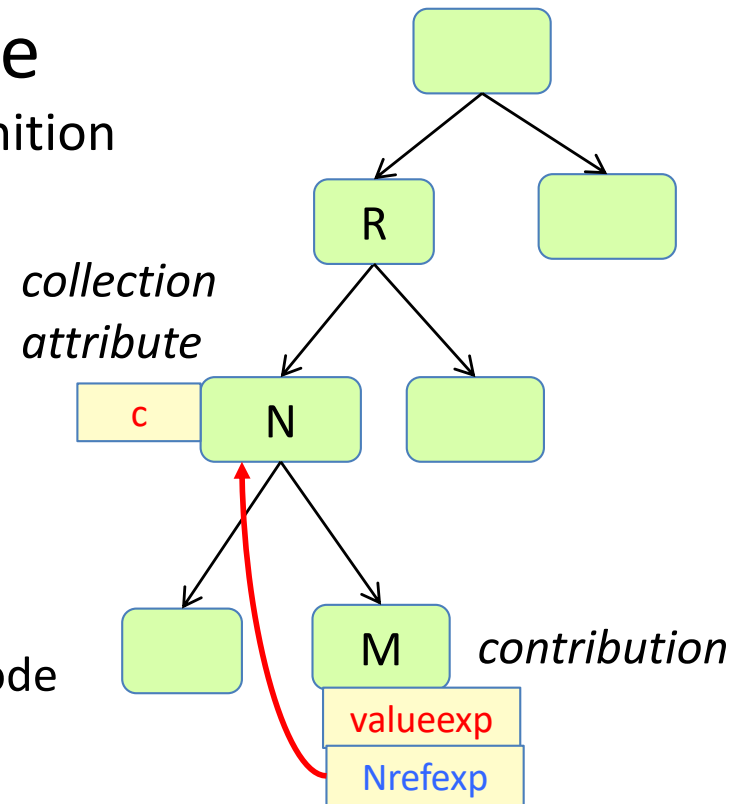 e
nition
R
collection
attribute
c
N
ode
M
contribution
valueexp
Nrefexp